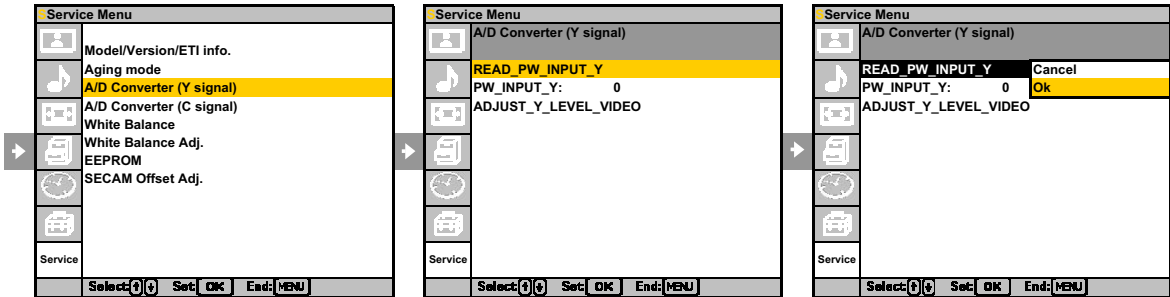 Service Menu
Model/Version/ETI info.
Aging mode
A/D Converter (Y signal)
A/D Converter (C signal)
White Balance
White Balance Adj.
EEPROM
SECAM Offset Adj.
Service
Select: Set: OK End: MENU
Service Menu
A/D Converter (Y signal)
READ_PW_INPUT_Y
PW_INPUT_Y: 0
ADJUST_Y_LEVEL_VIDEO
Service
Select: Set: OK End: MENU
Service Menu
A/D Converter (Y signal)
READ_PW_INPUT_Y Cancel
PW_INPUT_Y: 0 Ok
ADJUST_Y_LEVEL_VIDEO
Service
Select: Set: OK End: MENU